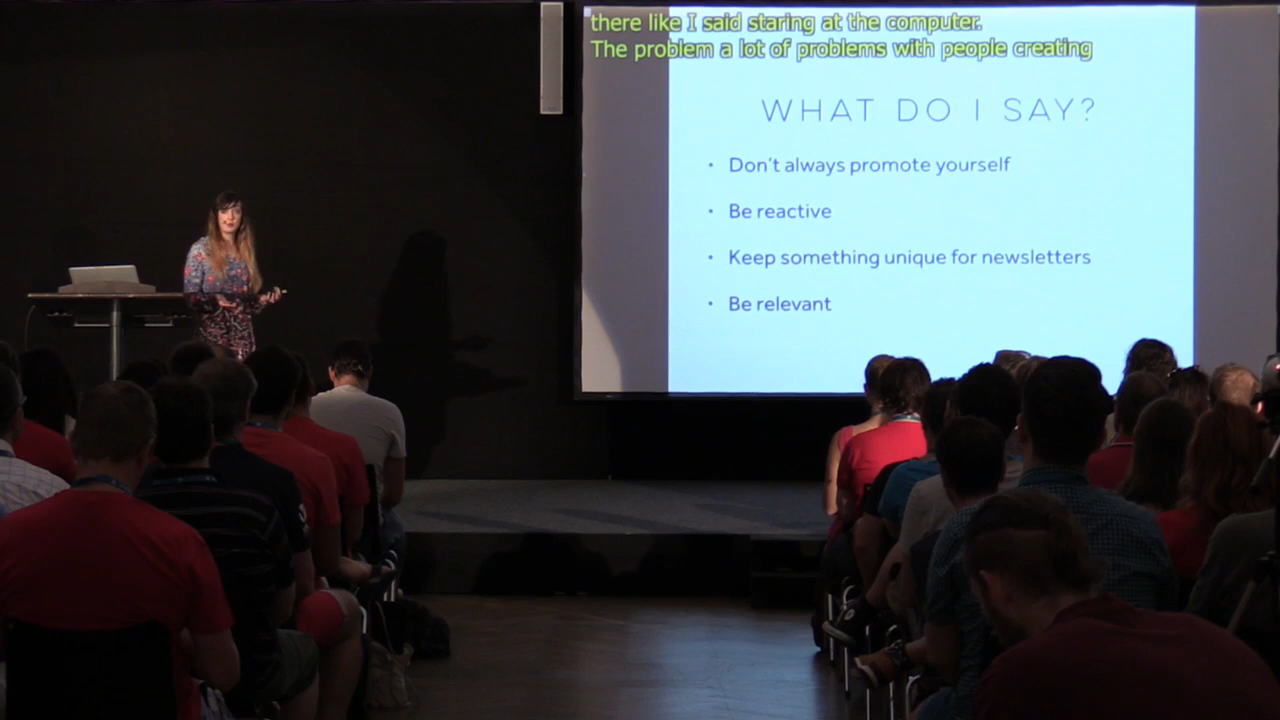 there like I said staring at the computer.
The problem a lot of problems with people creating
WHAT DO I SAY?
• Don't always promote yourself
• Be reactive
• Keep something unique for newsletters
• Be relevant